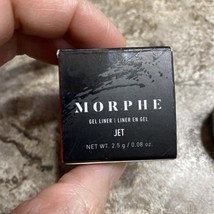 MORPHE
GEL LINER | LINER EN GEL
JET
NET WT. 2.5 g / 0.08 oz